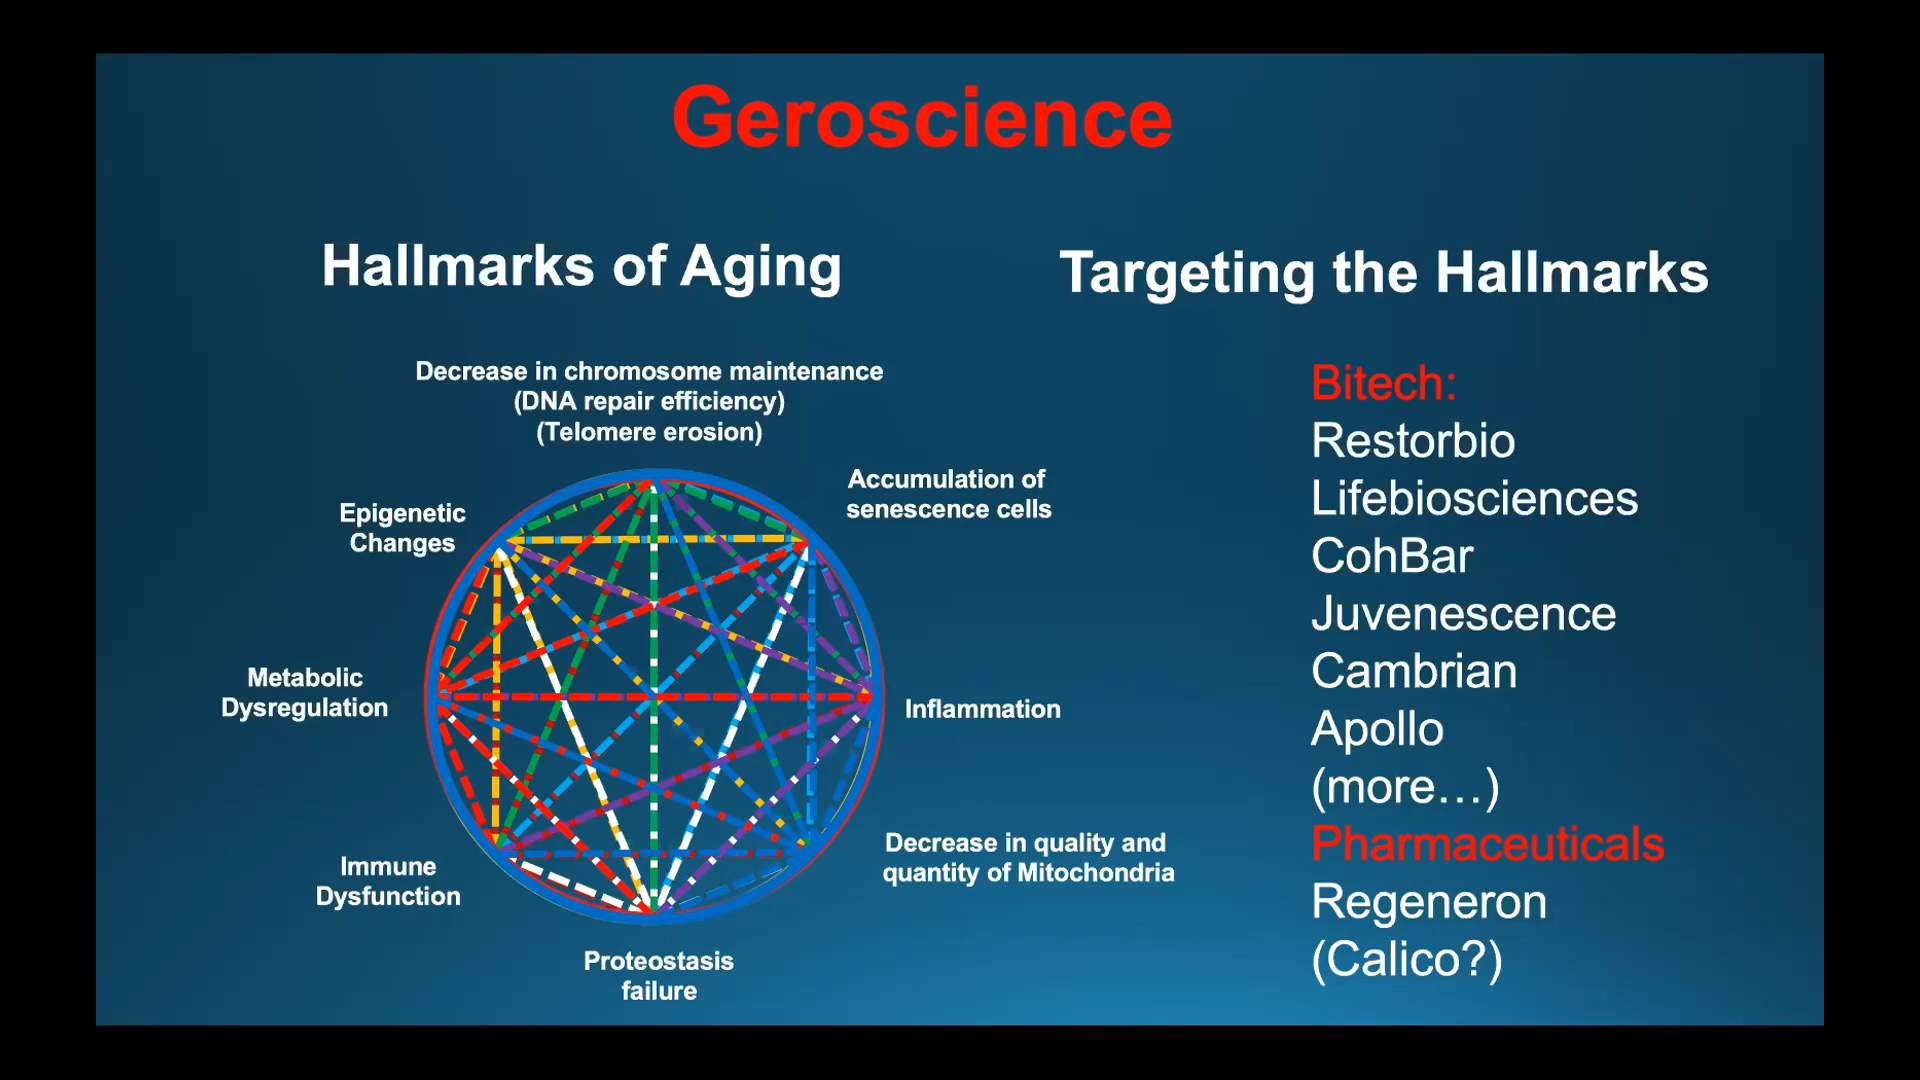 Geroscience
Hallmarks of Aging
Decrease in chromosome maintenance
(DNA repair efficiency)
(Telomere erosion)
Accumulation of
senescence cells
Epigenetic
Changes
Metabolic
Dysregulation
Inflammation
Decrease in quality and
quantity of Mitochondria
Immune
Dysfunction
Proteostasis
failure
Targeting the Hallmarks
Bitech:
Restorbio
Lifebiosciences
CohBar
Juvenescence
Cambrian
Apollo
(more…)
Pharmaceuticals
Regeneron
(Calico?)